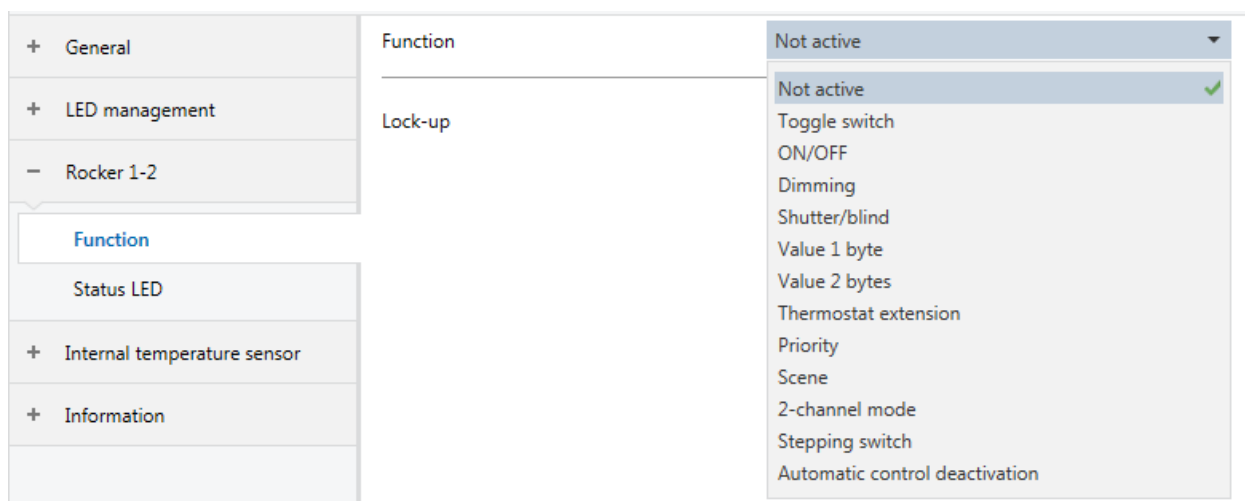 + General
+ LED management
− Rocker 1-2
Function
Status LED
+ Internal temperature sensor
+ Information
Function
Not active
Lock-up
Not active
Toggle switch
ON/OFF
Dimming
Shutter/blind
Value 1 byte
Value 2 bytes
Thermostat extension
Priority
Scene
2-channel mode
Stepping switch
Automatic control deactivation